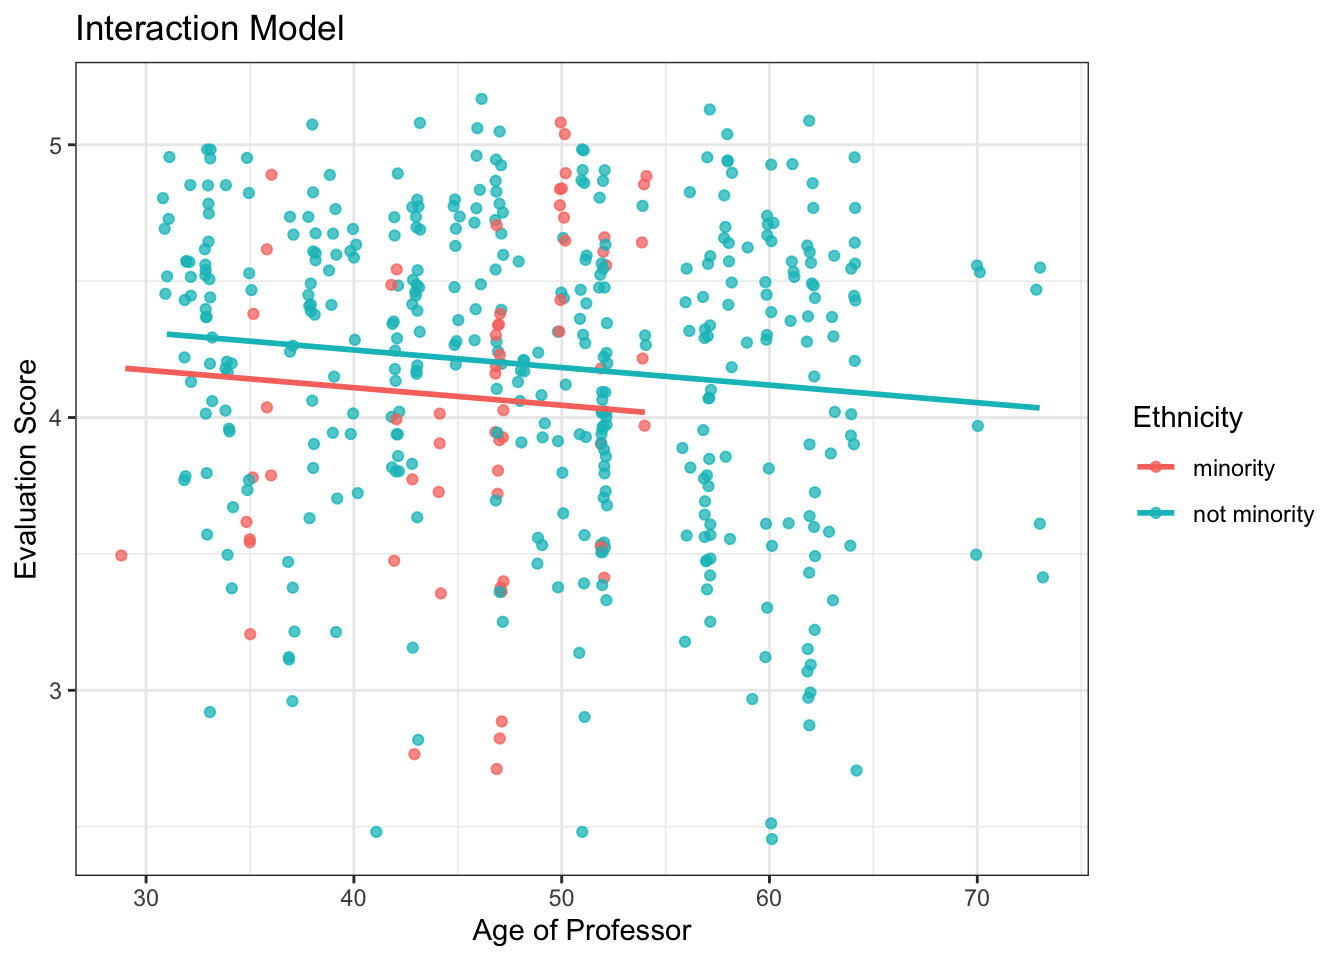 Interaction Model
Evaluation Score
5
4
3
30 40 50 60 70
Age of Professor
Ethnicity
minority
not minority